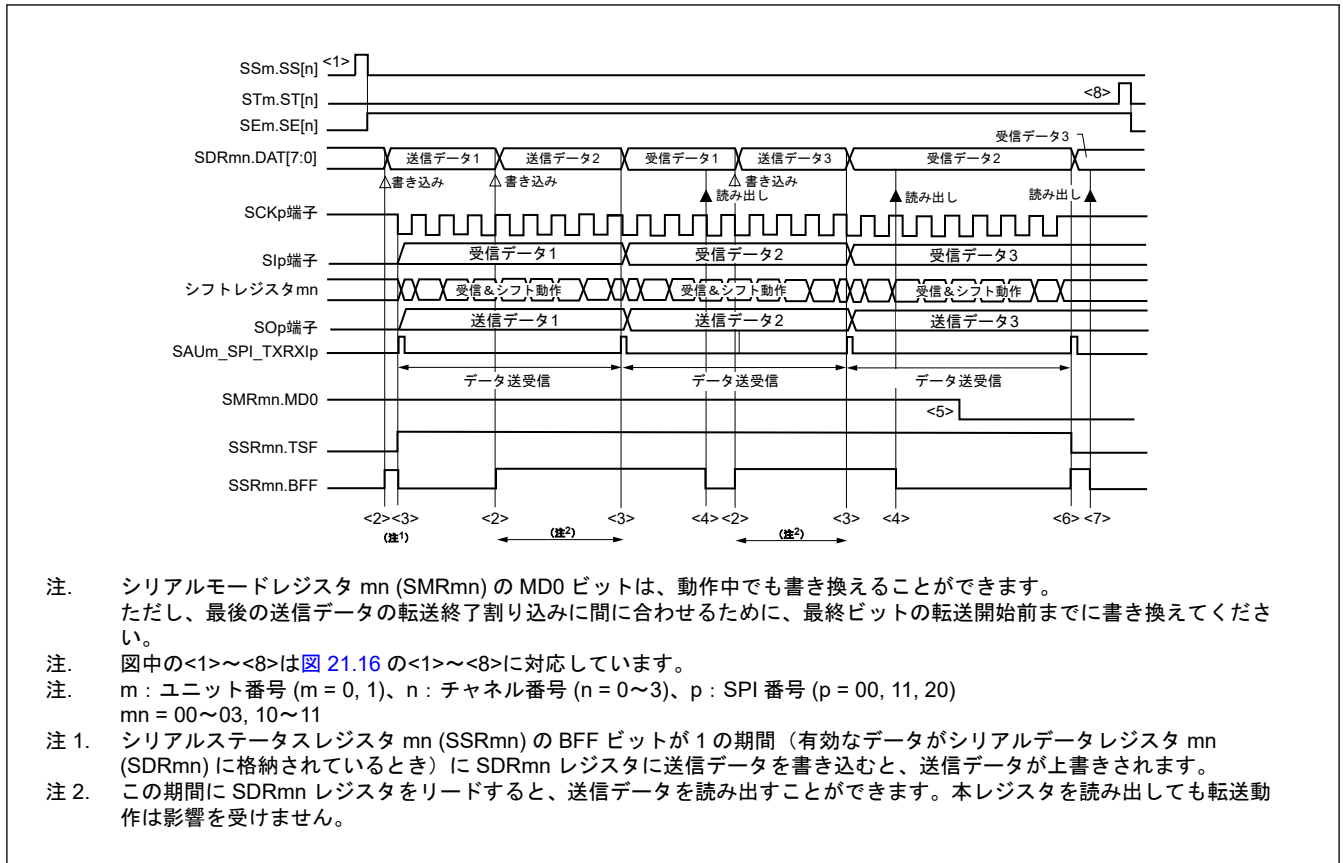 SSm.SS[n] <1>
STm.ST[n] <8>
SEm.SE[n]
受信データ3
SDRmn.DAT[7:0] 送信データ1 送信データ2 受信データ1 送信データ3 受信データ2
書き込み 書き込み 読み出し 書き込み 読み出し 読み出し
SCKp端子
SIp端子 受信データ1 受信データ2 受信データ3
シフトレジスタmn 受信&シフト動作 受信&シフト動作 受信&シフト動作
SOp端子 送信データ1 送信データ2 送信データ3
SAUm_SPI_TXRXIp
データ送受信 データ送受信 データ送受信
SMRmn.MD0 <5>
SSRmn.TSF
SSRmn.BFF
<2><3> <2> <3> <4><2> <3> <4> <6> <7>
(注1) (注2) (注2)
注. シリアルモードレジスタ mn (SMRmn) の MD0 ビットは、動作中でも書き換えることができます。
ただし、最後の送信データの転送終了割り込みに間に合わせるために、最終ビットの転送開始前までに書き換えてくださ
い。
注. 図中の<1>～<8>は図 21.16 の<1>～<8>に対応しています。
注. m：ユニット番号 (m = 0, 1)、n：チャネル番号 (n = 0～3)、p：SPI 番号 (p = 00, 11, 20)
mn = 00～03, 10～11
注 1. シリアルステータスレジスタ mn (SSRmn) の BFF ビットが 1 の期間（有効なデータがシリアルデータレジスタ mn
(SDRmn) に格納されているとき）に SDRmn レジスタに送信データを書き込むと、送信データが上書きされます。
注 2. この期間に SDRmn レジスタをリードすると、送信データを読み出すことができます。本レジスタを読み出しても転送動
作は影響を受けません。